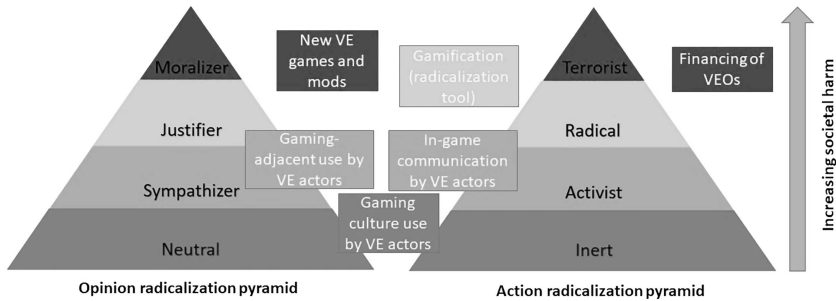 Moralizer
Justifier
Sympathizer
Neutral
Opinion radicalization pyramid
New VE
games and
mods
Gaming-
adjacent use by
VE actors
Gaming
culture use
by VE actors
Gamification
(radicalization
tool)
In-game
communication
by VE actors
Terrorist
Radical
Activist
Inert
Action radicalization pyramid
Financing of
VEOs
Increasing societal harm